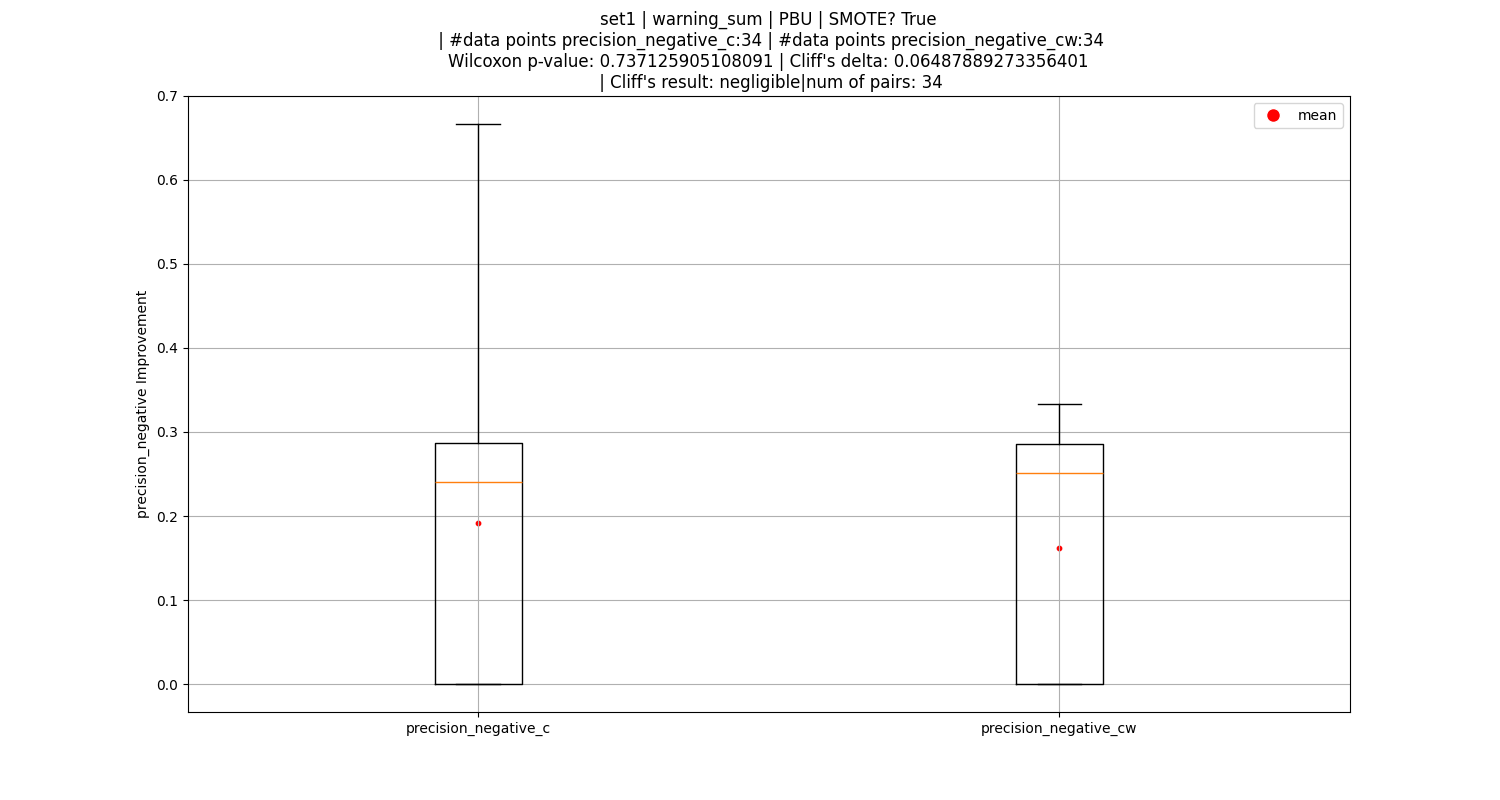 set1 | warning_sum | PBU | SMOTE? True
| #data points precision_negative_c:34 | #data points precision_negative_cw:34
Wilcoxon p-value: 0.737125905108091 | Cliff's delta: 0.06487889273356401
| Cliff's result: negligible|num of pairs: 34
mean
precision_negative Improvement
0.7
0.6
0.5
0.4
0.3
0.2
0.1
0.0
precision_negative_c
precision_negative_cw